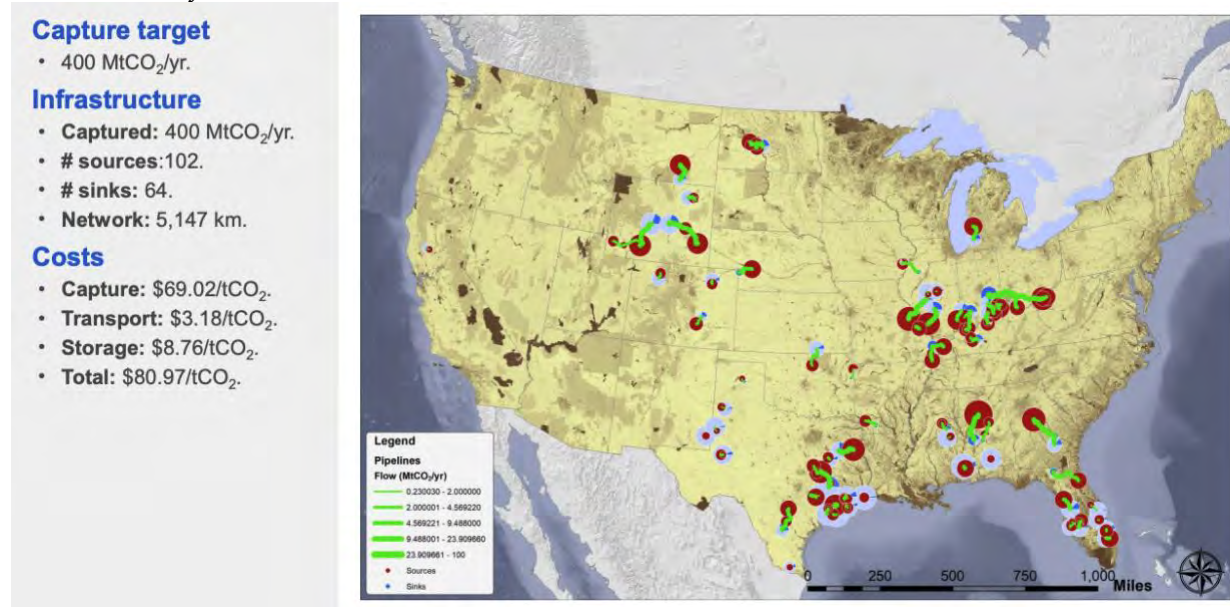 Capture target
• 400 MtCO₂/yr.
Infrastructure
• Captured: 400 MtCO₂/yr.
• # sources:102.
• # sinks: 64.
• Network: 5,147 km.
Costs
• Capture: $69.02/tCO₂.
• Transport: $3.18/tCO₂.
• Storage: $8.76/tCO₂.
• Total: $80.97/tCO₂.
Legend
Pipelines
Flow (MtCO₂/yr)
0.230030 - 2.000000
2.000001 - 4.569220
4.569221 - 9.488000
9.488001 - 23.909660
23.909661 - 100
Sources
Sinks
0 250 500 750 1,000
Miles